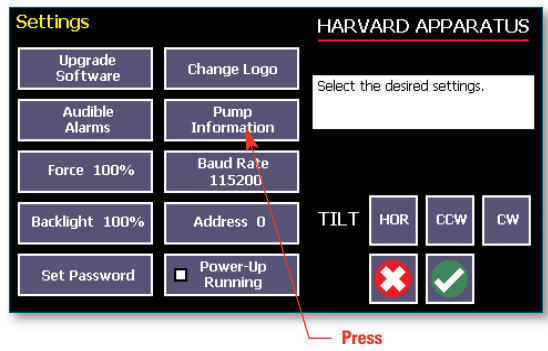 Settings
HARVARD APPARATUS
Upgrade
Software
Change Logo
Select the desired settings.
Audible
Alarms
Pump
Information
Force 100%
Baud Rate
115200
Backlight 100%
Address 0
TILT
HOR
CCW
CW
Set Password
Power-Up
Running
Press